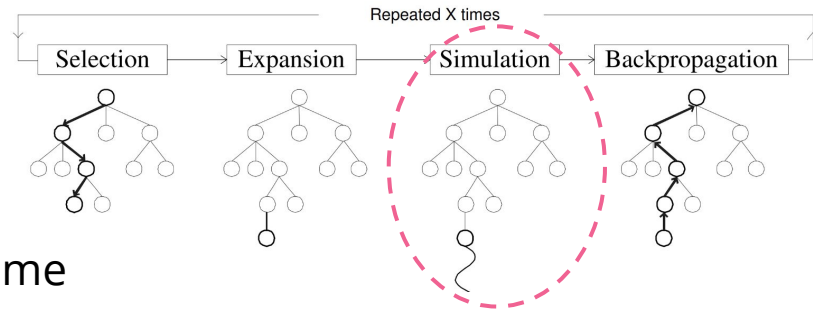 Repeated X times
Selection Expansion Simulation Backpropagation
me